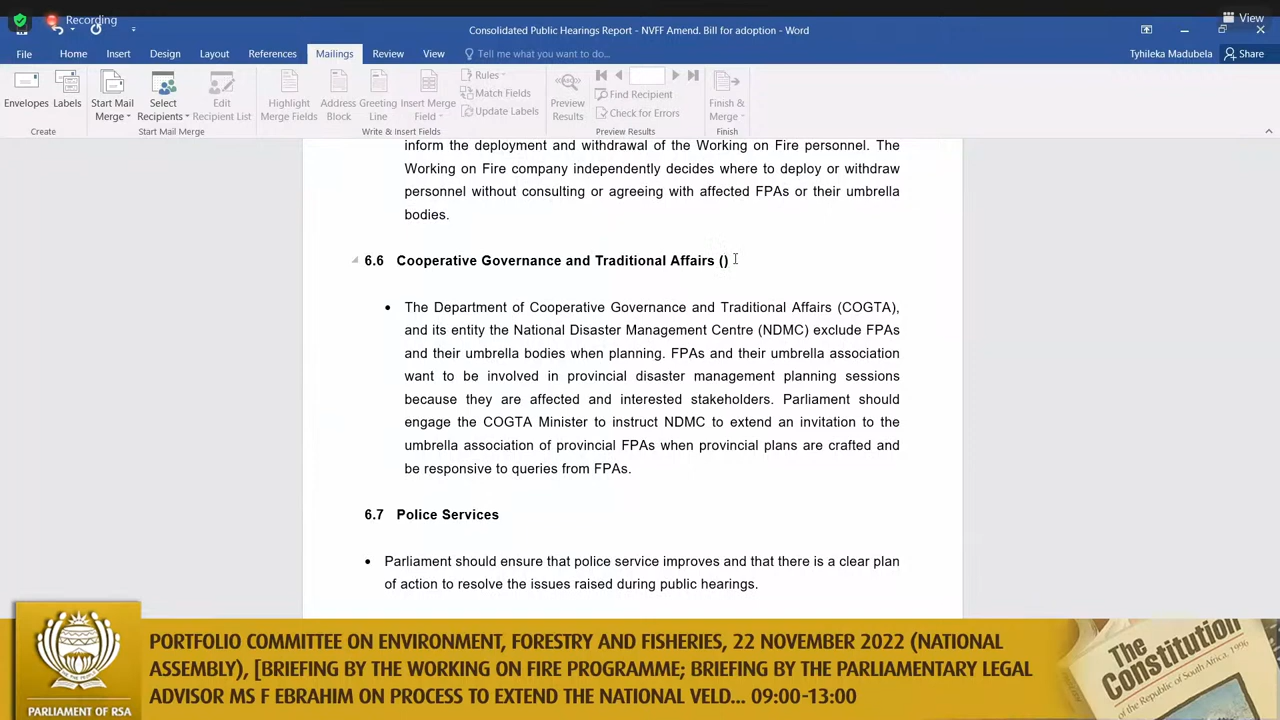 Recording
View
Consolidated Public Hearings Report - NVFF Amend. Bill for adoption - Word
File Home Insert Design Layout References Mailings Review View Tell me what you want to do... Tyhileka Madubela Share
Envelopes Labels Start Mail Merge Select Recipients Edit Recipient List Highlight Merge Fields Address Block Greeting Line Insert Merge Field Rules Match Fields Update Labels Preview Results Find Recipient Check for Errors Finish & Merge
Create Start Mail Merge Write & Insert Fields Preview Results Finish
inform the deployment and withdrawal of the Working on Fire personnel. The
Working on Fire company independently decides where to deploy or withdraw
personnel without consulting or agreeing with affected FPAs or their umbrella
bodies.
6.6 Cooperative Governance and Traditional Affairs ()
• The Department of Cooperative Governance and Traditional Affairs (COGTA),
and its entity the National Disaster Management Centre (NDMC) exclude FPAs
and their umbrella bodies when planning. FPAs and their umbrella association
want to be involved in provincial disaster management planning sessions
because they are affected and interested stakeholders. Parliament should
engage the COGTA Minister to instruct NDMC to extend an invitation to the
umbrella association of provincial FPAs when provincial plans are crafted and
be responsive to queries from FPAs.
6.7 Police Services
• Parliament should ensure that police service improves and that there is a clear plan
of action to resolve the issues raised during public hearings.
PORTFOLIO COMMITTEE ON ENVIRONMENT, FORESTRY AND FISHERIES, 22 NOVEMBER 2022 (NATIONAL
ASSEMBLY), [BRIEFING BY THE WORKING ON FIRE PROGRAMME; BRIEFING BY THE PARLIAMENTARY LEGAL
ADVISOR MS F EBRAHIM ON PROCESS TO EXTEND THE NATIONAL VELD... 09:00-13:00
PARLIAMENT OF RSA
The
Constitution
of the Republic of South Africa, 1996